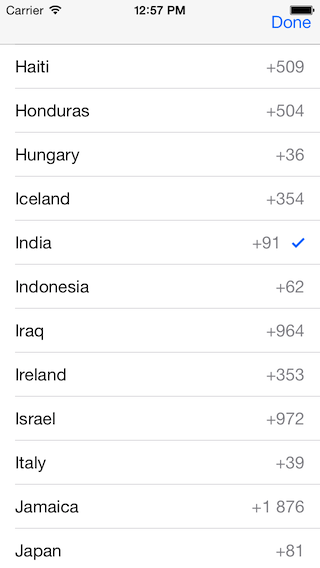 Carrier 12:57 PM
Done
Haiti +509
Honduras +504
Hungary +36
Iceland +354
India +91
Indonesia +62
Iraq +964
Ireland +353
Israel +972
Italy +39
Jamaica +1 876
Japan +81